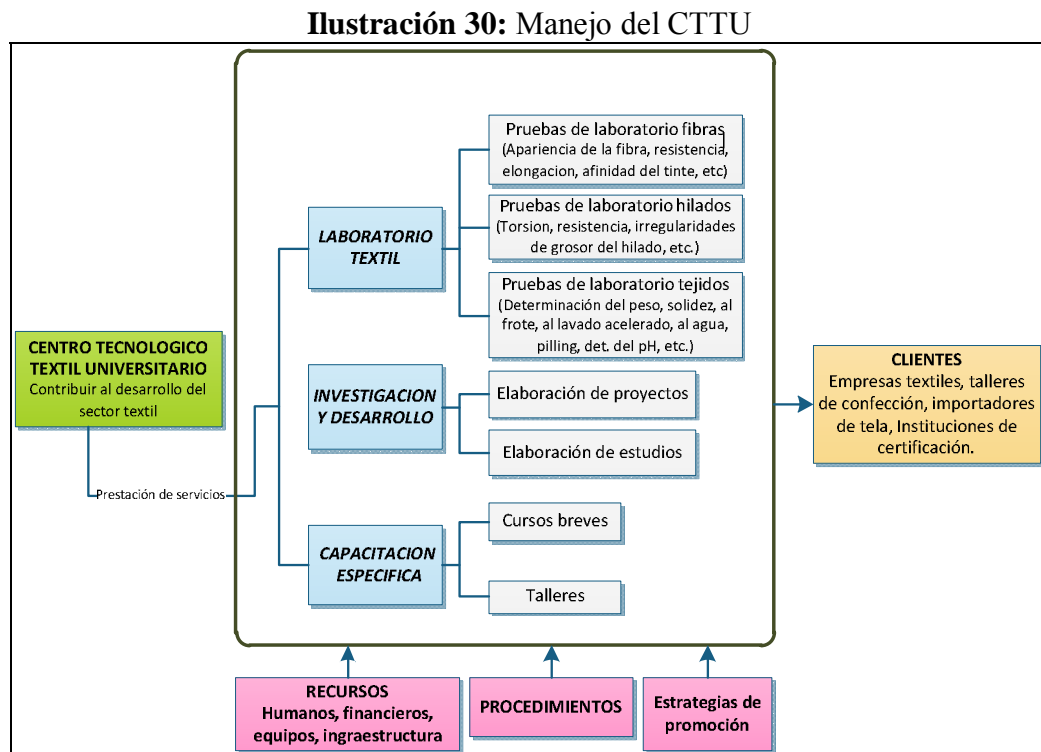 Ilustración 30: Manejo del CTTU
CENTRO TECNOLOGICO
TEXTIL UNIVERSITARIO
Contribuir al desarrollo del
sector textil
Prestación de servicios
LABORATORIO
TEXTIL
Pruebas de laboratorio fibras
(Apariencia de la fibra, resistencia,
elongacion, afinidad del tinte, etc)
Pruebas de laboratorio hilados
(Torsion, resistencia, irregularidades
de grosor del hilado, etc.)
Pruebas de laboratorio tejidos
(Determinación del peso, solidez, al
frote, al lavado acelerado, al agua,
pilling, det. del pH, etc.)
INVESTIGACION
Y DESARROLLO
Elaboración de proyectos
Elaboración de estudios
CAPACITACION
ESPECIFICA
Cursos breves
Talleres
CLIENTES
Empresas textiles, talleres
de confección, importadores
de tela, Instituciones de
certificación.
RECURSOS
Humanos, financieros,
equipos, ingraestructura
PROCEDIMIENTOS
Estrategias de
promoción